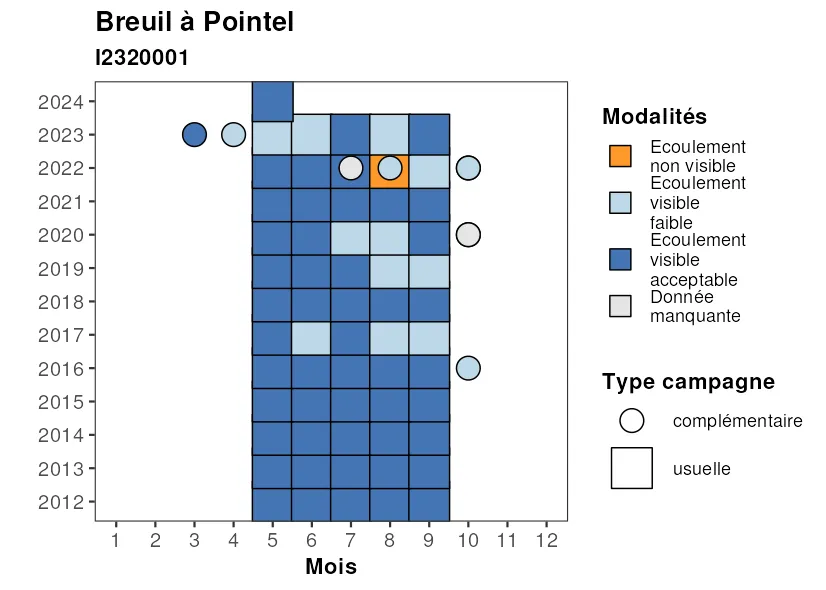 Breuil à Pointel
I2320001
2024
2023
2022
2021
2020
2019
2018
2017
2016
2015
2014
2013
2012
1 2 3 4 5 6 7 8 9 10 11 12
Mois
Modalités
Ecoulement
non visible
Ecoulement
visible
faible
Ecoulement
visible
acceptable
Donnée
manquante
Type campagne
complémentaire
usuelle